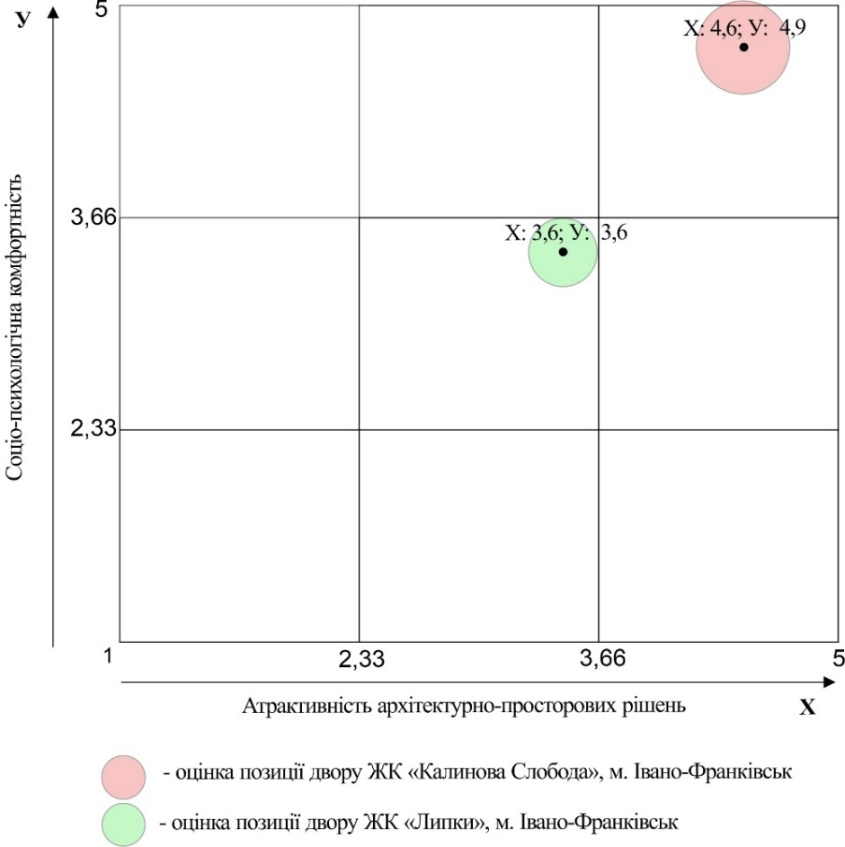 У
5
Х: 4,6; У: 4,9
3,66
Х: 3,6; У: 3,6
Соціо-психологічна комфортність
2,33
1
2,33
3,66
5
Атрактивність архітектурно-просторових рішень
Х
- оцінка позиції двору ЖК «Калинова Слобода», м. Івано-Франківськ
- оцінка позиції двору ЖК «Липки», м. Івано-Франківськ